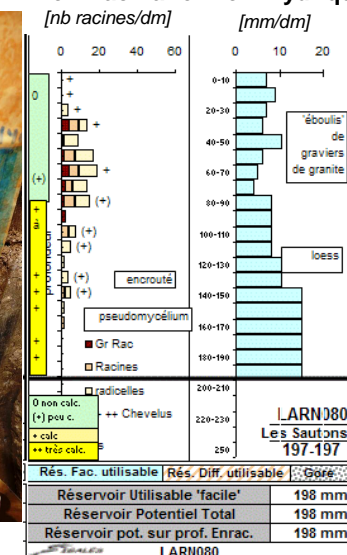 [nb racines/dm] [mm/dm]
0 20 40 60 0 10 20
0-10
20-30
40-50
60-70
80-90
100-110
120-130
140-150
160-170
180-190
200-210
220-230
250
0
(+)
+
à
+
+
+
+
+
+
+
+
+
+
+
(+)
(+)
(+)
(+)
(+)
profondeur
'éboulis'
de
graviers
de granite
loess
encrouté
pseudomycélium
Gr Rac
Racines
radicelles
++ Chevelus
s
0 non calc.
(+) peu c.
+ calc
++ très calc.
LARN080
Les Sautons
197-197
Rés. Fac. utilisable Rés. Diff. utilisable Gore
Réservoir Utilisable 'facile' 198 mm
Réservoir Potentiel Total 198 mm
Réservoir pot. sur prof. Enrac. 198 mm
SIGALES LARN080